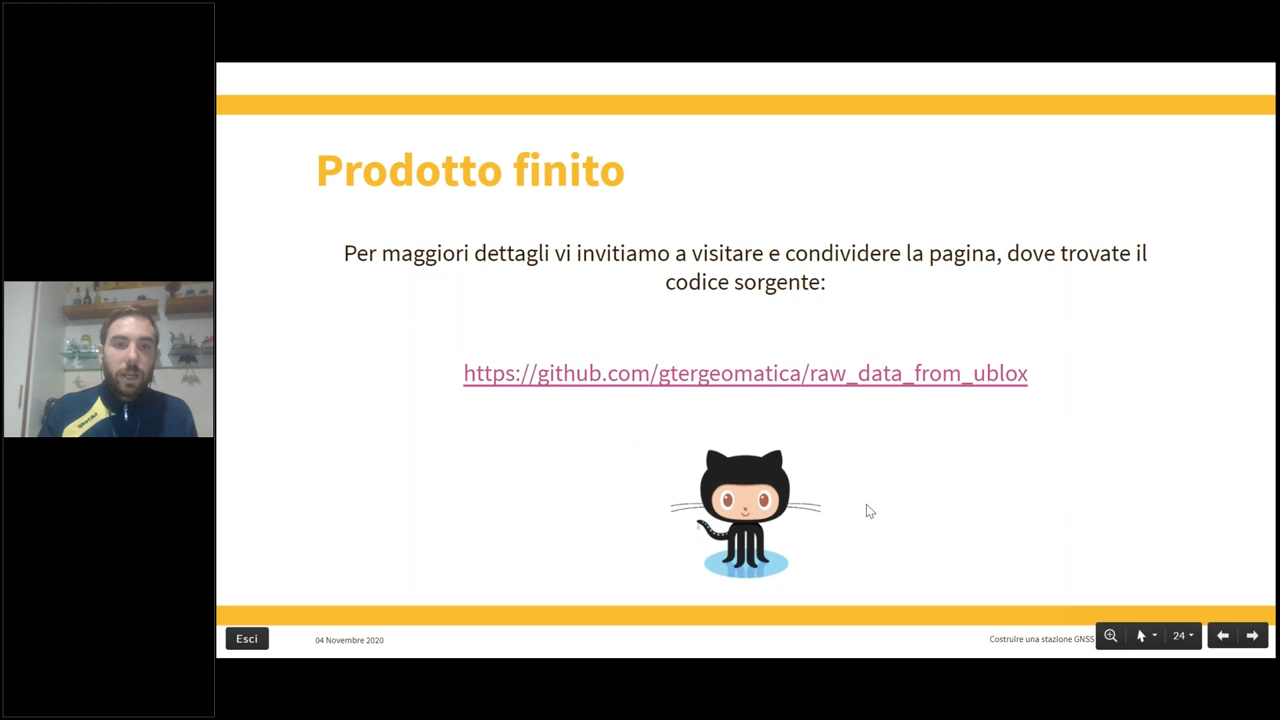 Prodotto finito
Per maggiori dettagli vi invitiamo a visitare e condividere la pagina, dove trovate il
codice sorgente:
https://github.com/gtergeomatica/raw_data_from_ublox
Esci
04 Novembre 2020
Costruire una stazione GNSS
24